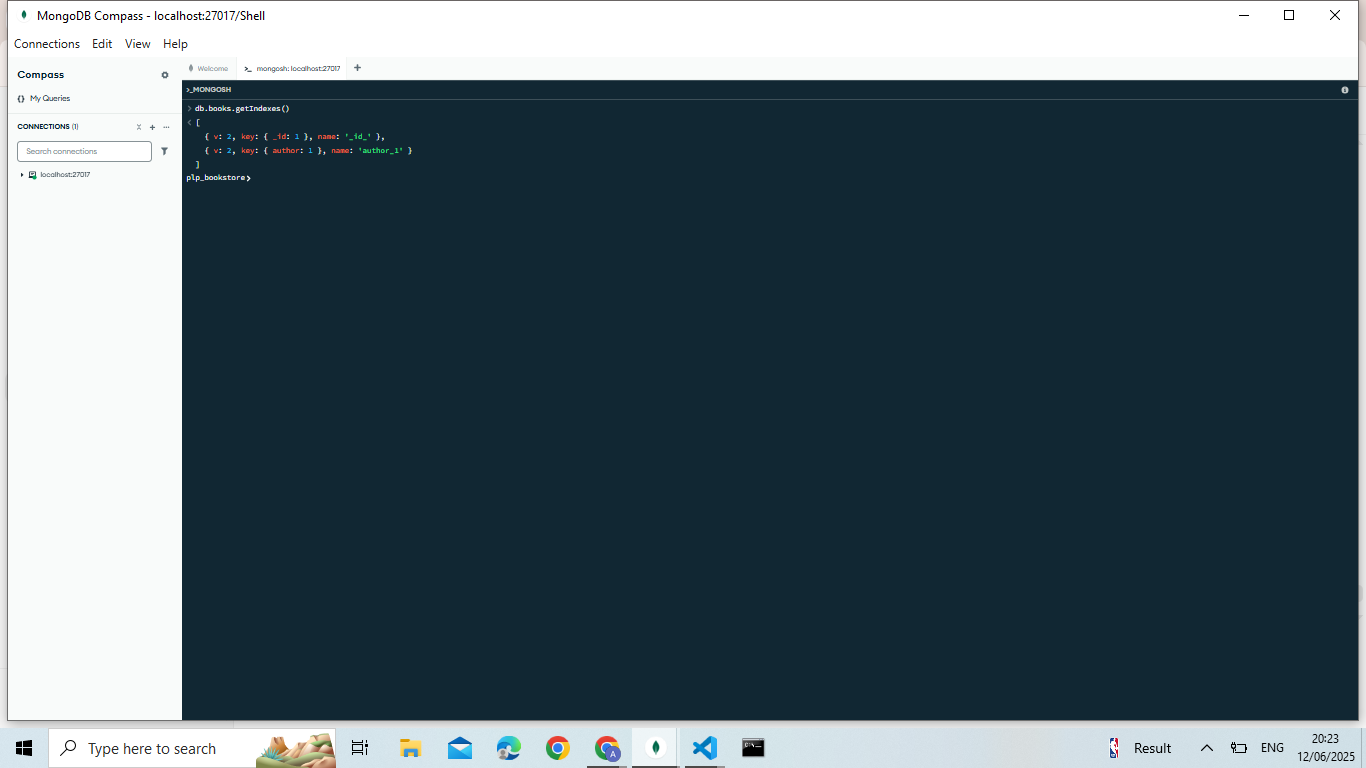 MongoDB Compass - localhost:27017/Shell
Connections Edit View Help
Compass
My Queries
CONNECTIONS (1)
Search connections
localhost:27017
Welcome
>_ mongosh: localhost:27017 +
>_MONGOSH
> db.books.getIndexes()
< [
{ v: 2, key: { _id: 1 }, name: '_id_' },
{ v: 2, key: { author: 1 }, name: 'author_1' }
]
plp_bookstore>
Type here to search
A
Result
ENG
20:23
12/06/2025